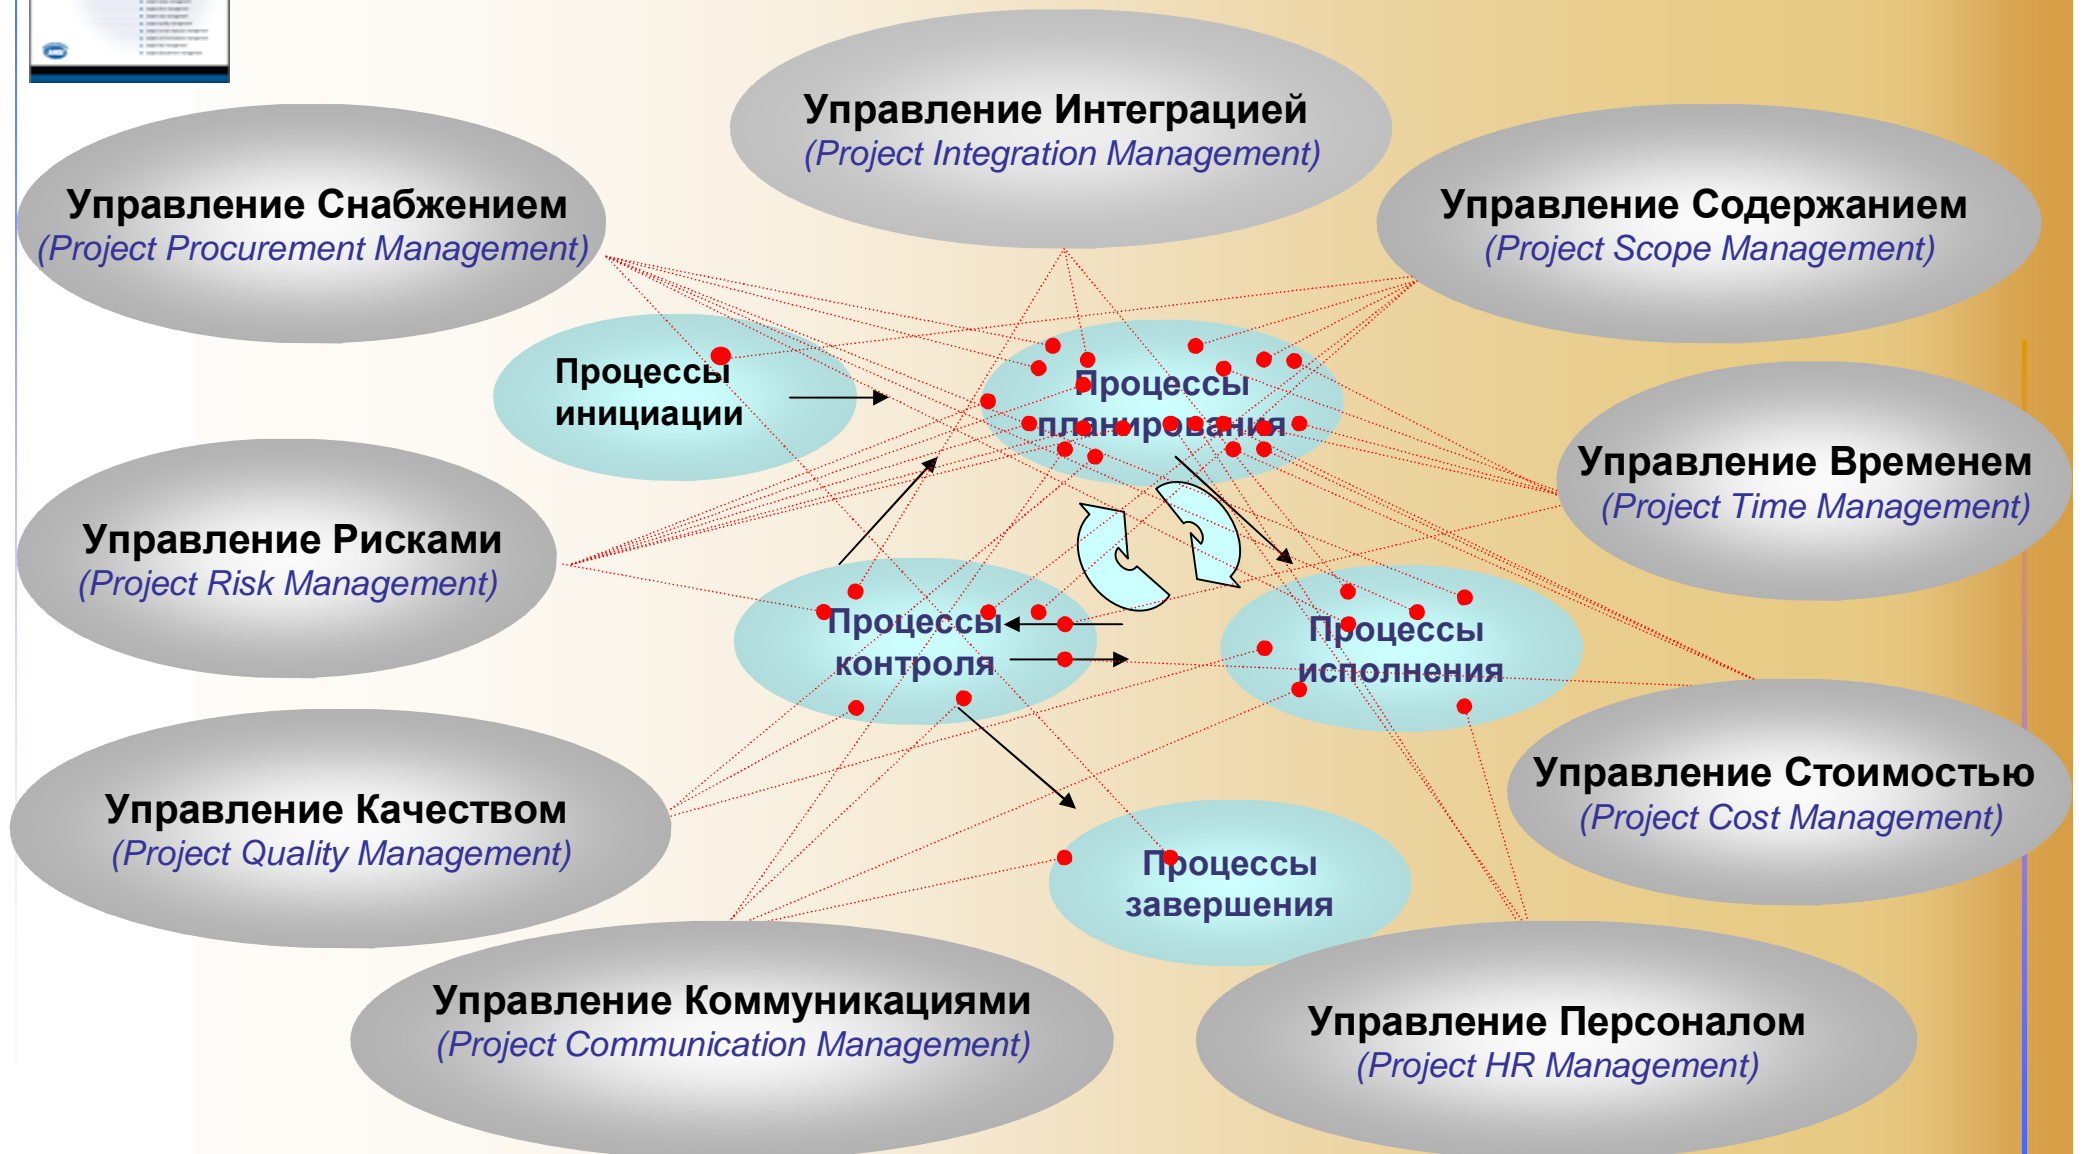 Управление Интеграцией
(Project Integration Management)
Управление Снабжением
(Project Procurement Management)
Управление Содержанием
(Project Scope Management)
Процессы
инициации
Процессы
планирования
Управление Временем
(Project Time Management)
Управление Рисками
(Project Risk Management)
Процессы
контроля
Процессы
исполнения
Управление Стоимостью
(Project Cost Management)
Управление Качеством
(Project Quality Management)
Процессы
завершения
Управление Коммуникациями
(Project Communication Management)
Управление Персоналом
(Project HR Management)